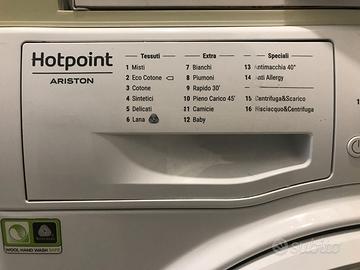 Hotpoint
ARISTON
Tessuti
1 Misti
2 Eco Cotone
3 Cotone
4 Sintetici
5 Delicati
6 Lana
Extra
7 Bianchi
8 Piumoni
9 Rapido 30'
10 Pieno Carico 45'
11 Camicie
12 Baby
Speciali
13 Antimacchia 40°
14 Anti Allergy
15 Centrifuga&Scarico
16 Risciacquo&Centrifuga
WOOL HAND WASH SAFE
subito